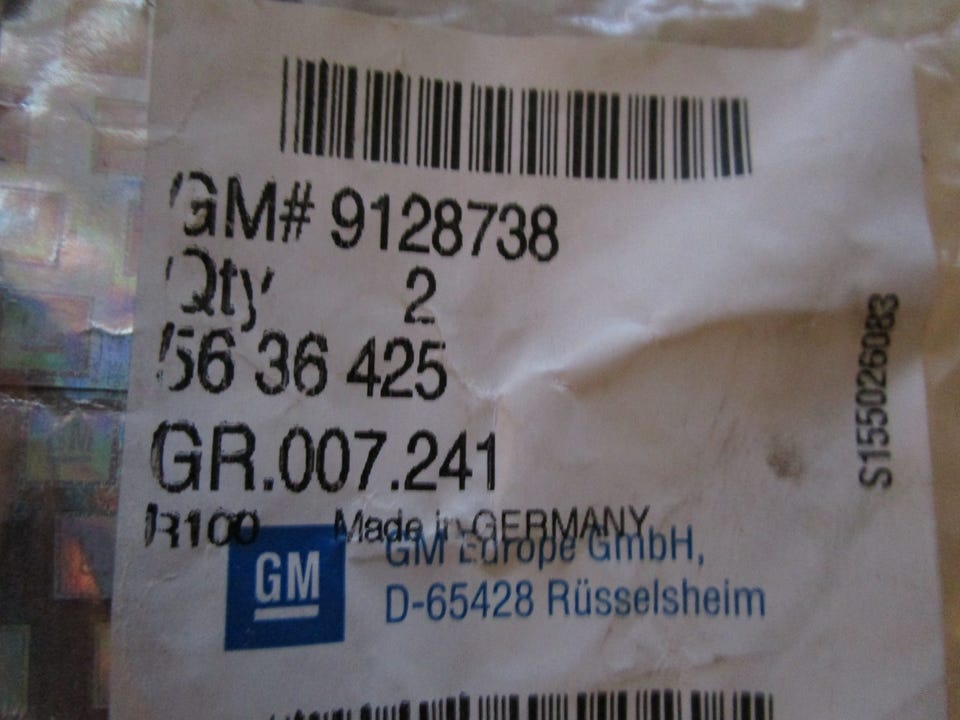 GM# 9128738
Qty 2
56 36 425
GR.007.241
R100 Made in GERMANY
GM
GM Europe GmbH,
D-65428 Rüsselsheim
S155026083